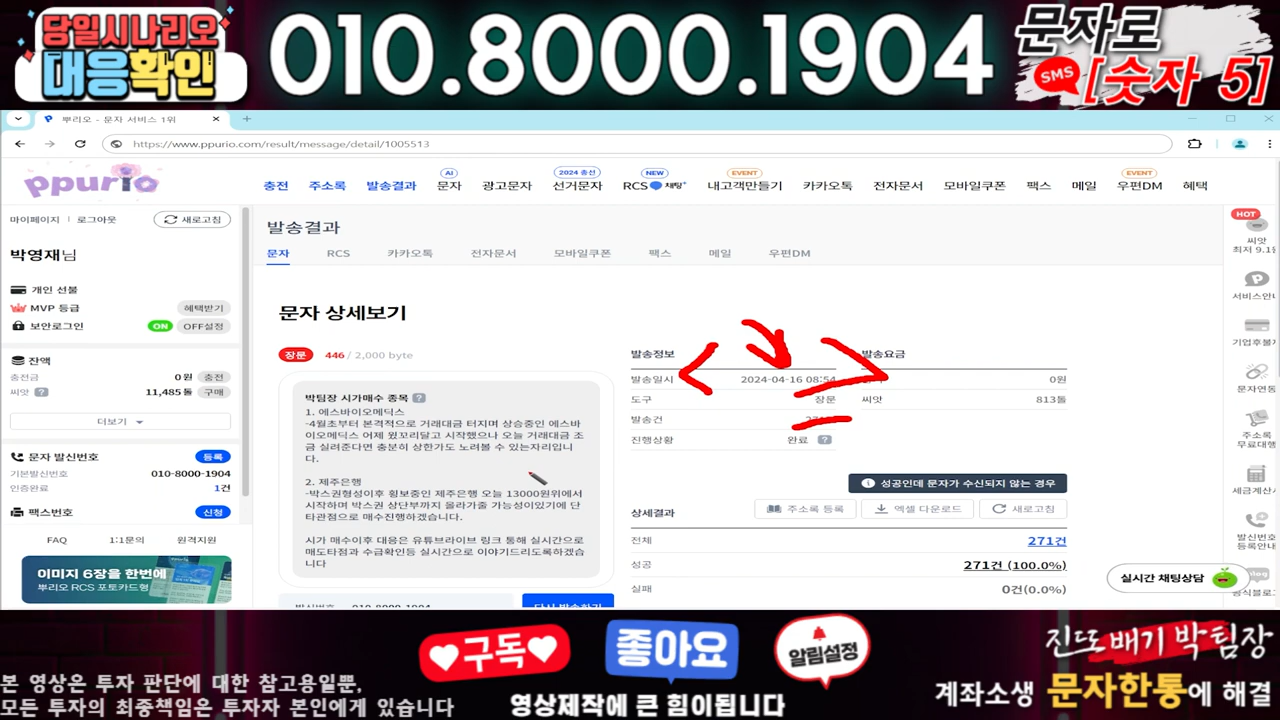 당일시나리오
대응확인
010.8000.1904
문자로
SMS
[숫자 5]
뿌리오 - 문자 서비스 1위
https://www.ppurio.com/result/message/detail/1005513
ppurio
충전
주소록
발송결과
AI
문자
광고문자
2024 총선
선거문자
NEW
RCS 채팅+
EVENT
내고객만들기
카카오톡
전자문서
모바일쿠폰
팩스
메일
EVENT
우편DM
혜택
마이페이지 | 로그아웃
새로고침
박영재님
개인 선불
MVP 등급
혜택받기
보안로그인
ON
OFF설정
잔액
충전금
0원
충전
씨앗 ?
11,485톨
구매
더보기
문자 발신번호
등록
기본발신번호
010-8000-1904
인증완료
1건
팩스번호
신청
FAQ
1:1문의
원격지원
이미지 6장을 한번에
뿌리오 RCS 포토카드형
발송결과
문자
RCS
카카오톡
전자문서
모바일쿠폰
팩스
메일
우편DM
문자 상세보기
장문
446 / 2,000 byte
박팀장 시가매수 종목 ?
1. 에스바이오메딕스
-4월초부터 본격적으로 거래대금 터지며 상승중인 에스바
이오메딕스 어제 윗꼬리달고 시작했으나 오늘 거래대금 조
금 실려준다면 충분히 상한가도 노려볼 수 있는자리입니
다.
2. 제주은행
-박스권형성이후 횡보중인 제주은행 오늘 13000원위에서
시작하며 박스권 상단부까지 올라가줄 가능성이있기에 단
타관점으로 매수진행하겠습니다.
시가 매수이후 대응은 유튜브라이브 링크 통해 실시간으로
매도타점과 수급확인등 실시간으로 이야기드리도록하겠습
니다
발신번호
010-8000-1904
다시 발송하기
발송정보
발송일시
2024-04-16 08:54
도구
장문
발송건
진행상황
완료 ?
발송요금
0원
씨앗
813톨
성공인데 문자가 수신되지 않는 경우
상세결과
주소록 등록
엑셀 다운로드
새로고침
전체
271건
성공
271건 (100.0%)
실패
0건(0.0%)
HOT
씨앗
최저 9.1
서비스안
기업후불
문자연동
주소록
무료대행
세금계산
발신번호
등록안내
실시간 채팅상담
공식블로
구독
좋아요
알림설정
영상제작에 큰 힘이됩니다
본 영상은 투자 판단에 대한 참고용일뿐,
모든 투자의 최종책임은 투자자 본인에게 있습니다
진또배기 박팀장
계좌소생 문자한통에 해결